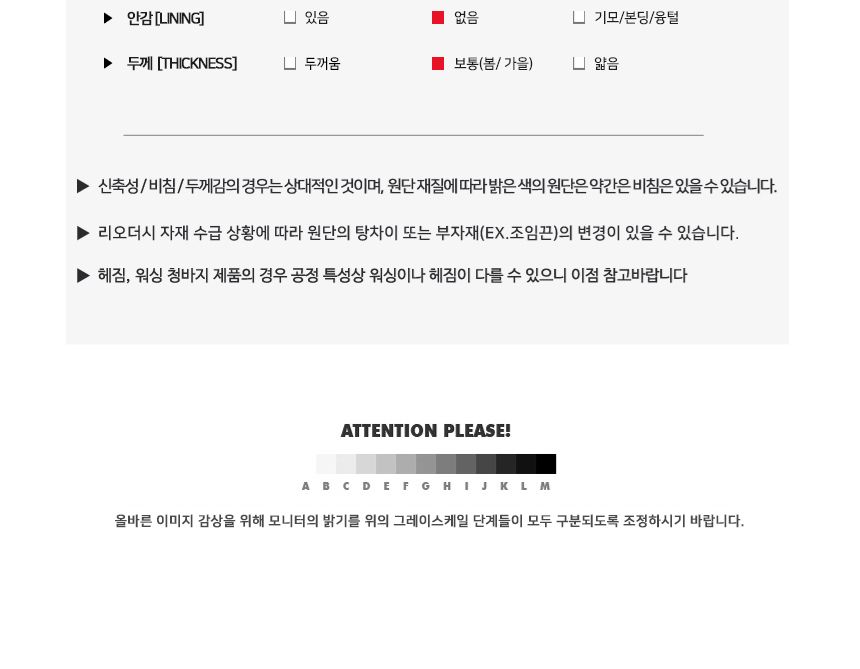 ▶ 안감 [LINING] 있음 없음 기모/본딩/융털
▶ 두께 [THICKNESS] 두꺼움 보통(봄/ 가을) 얇음
▶ 신축성 / 비침 / 두께감의 경우는 상대적인 것이며, 원단 재질에 따라 밝은 색의 원단은 약간은 비침은 있을 수 있습니다.
▶ 리오더시 자재 수급 상황에 따라 원단의 탕차이 또는 부자재(EX.조임끈)의 변경이 있을 수 있습니다.
▶ 헤짐, 워싱 청바지 제품의 경우 공정 특성상 워싱이나 헤짐이 다를 수 있으니 이점 참고바랍니다
ATTENTION PLEASE!
A B C D E F G H I J K L M
올바른 이미지 감상을 위해 모니터의 밝기를 위의 그레이스케일 단계들이 모두 구분되도록 조정하시기 바랍니다.